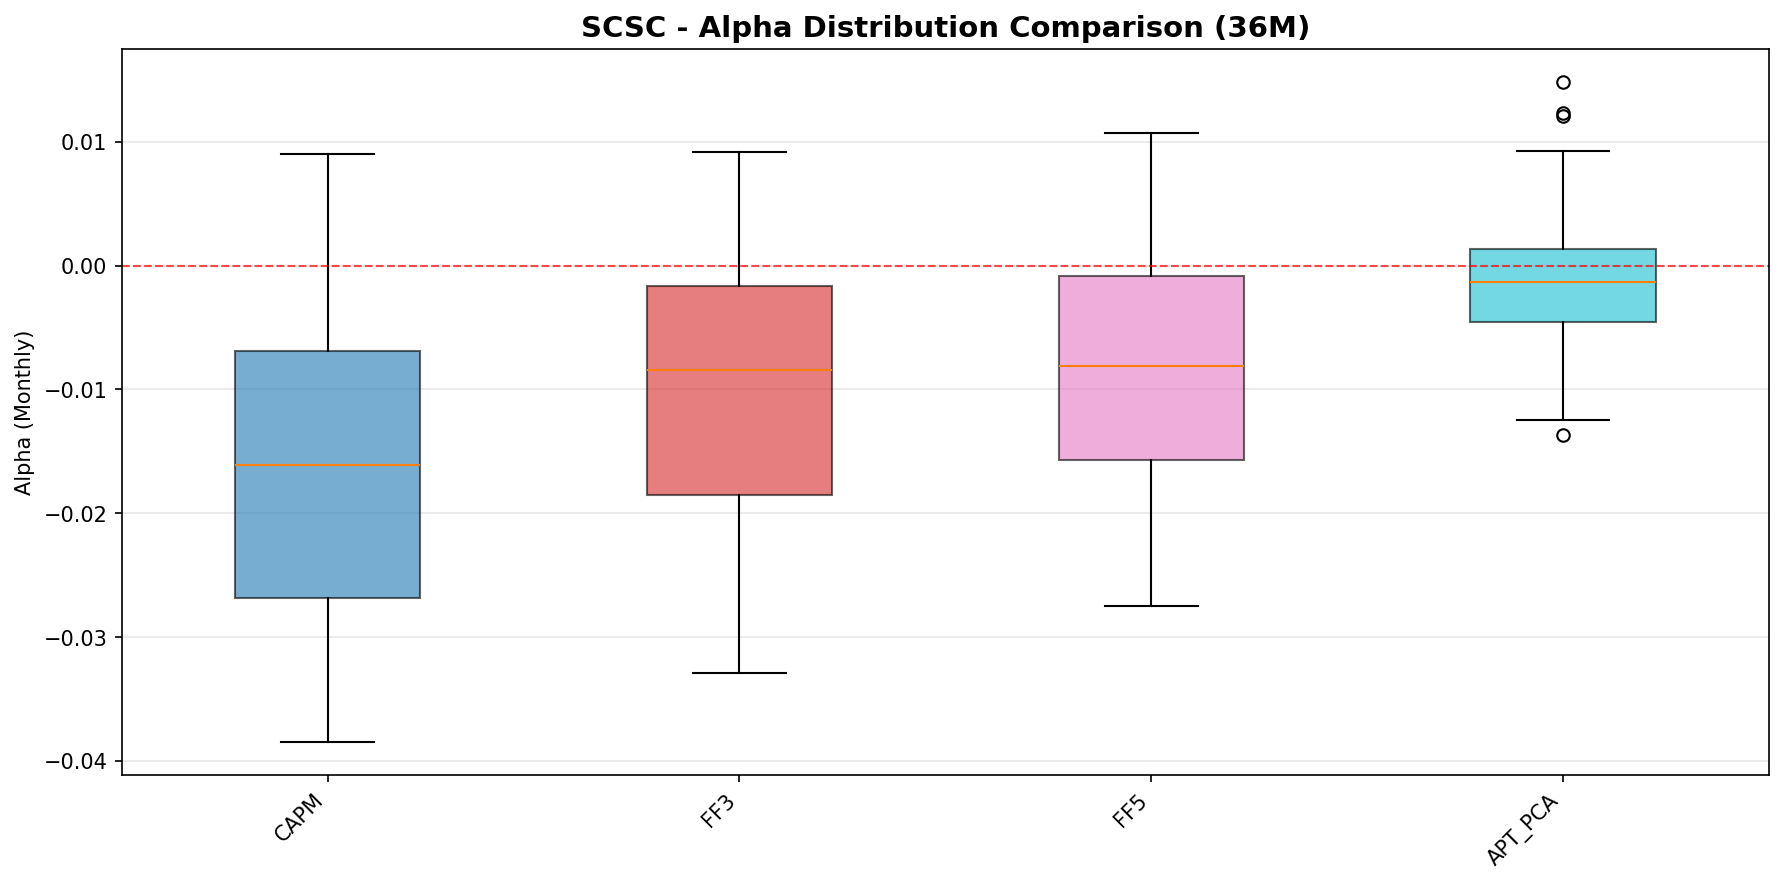 SCSC - Alpha Distribution Comparison (36M)
Alpha (Monthly)
0.01
0.00
−0.01
−0.02
−0.03
−0.04
CAPM
FF3
FF5
APT_PCA